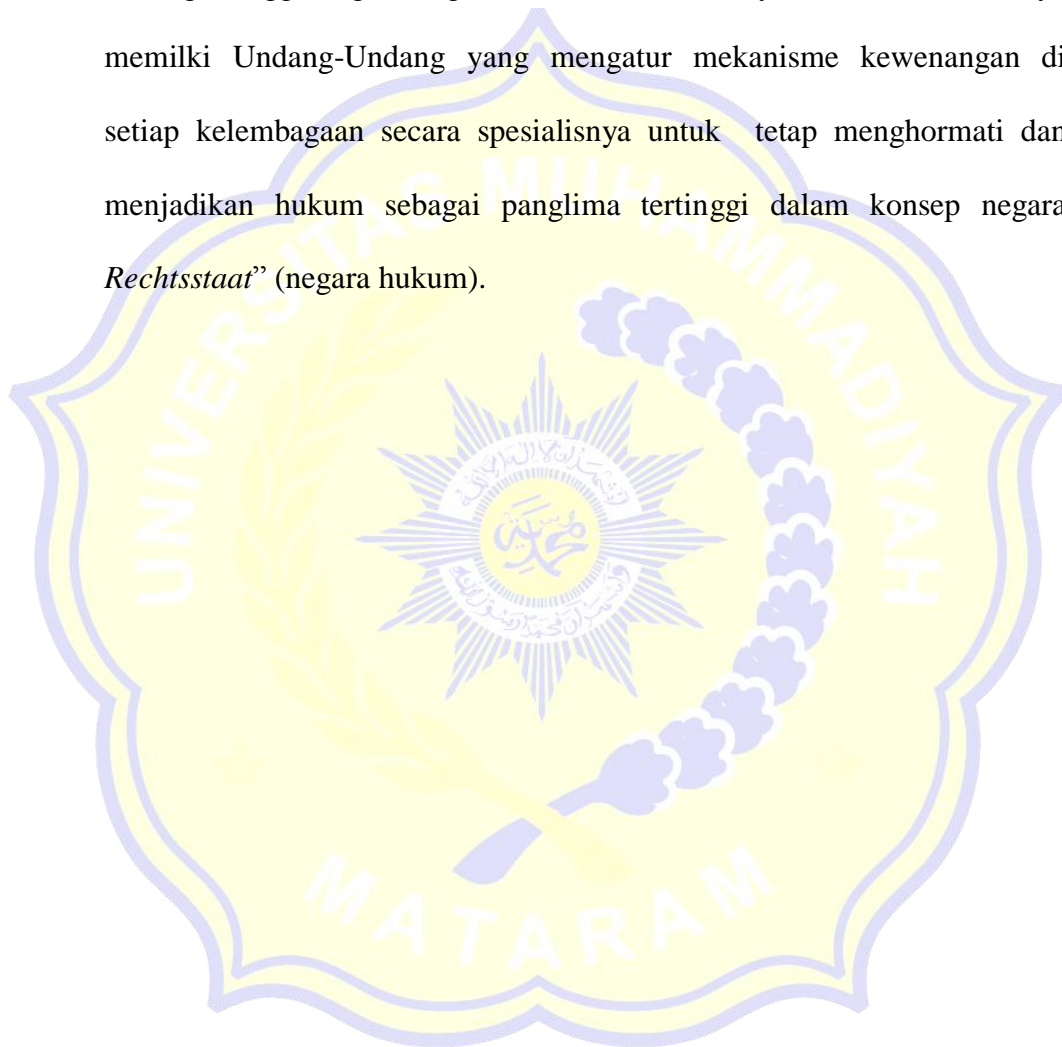 memilki Undang-Undang yang mengatur mekanisme kewenangan di
setiap kelembagaan secara spesialisnya untuk tetap menghormati dan
menjadikan hukum sebagai panglima tertinggi dalam konsep negara
Rechtsstaat” (negara hukum).
UNIVERSITAS MUHAMMADIYAH
MATARAM